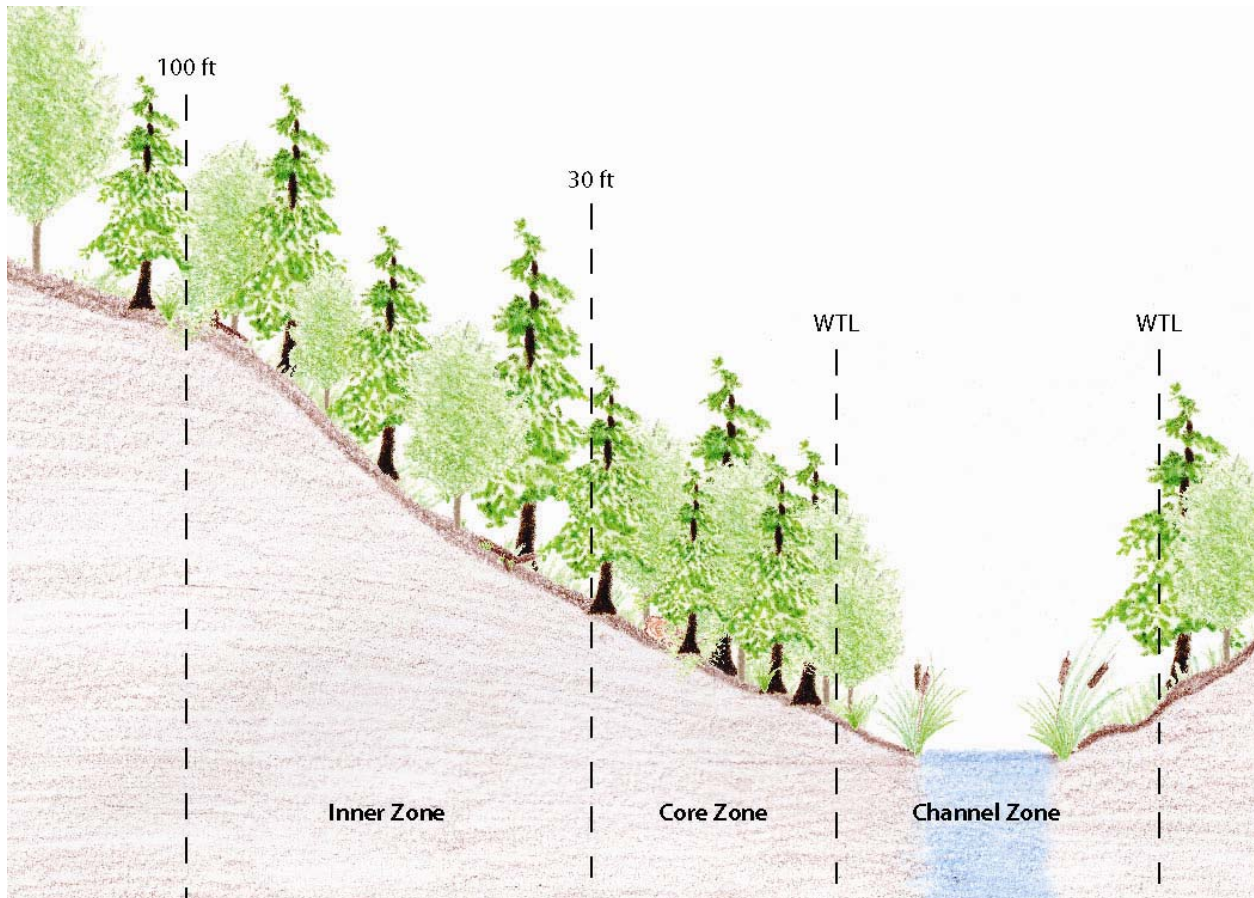 100 ft
30 ft
WTL
WTL
Inner Zone
Core Zone
Channel Zone